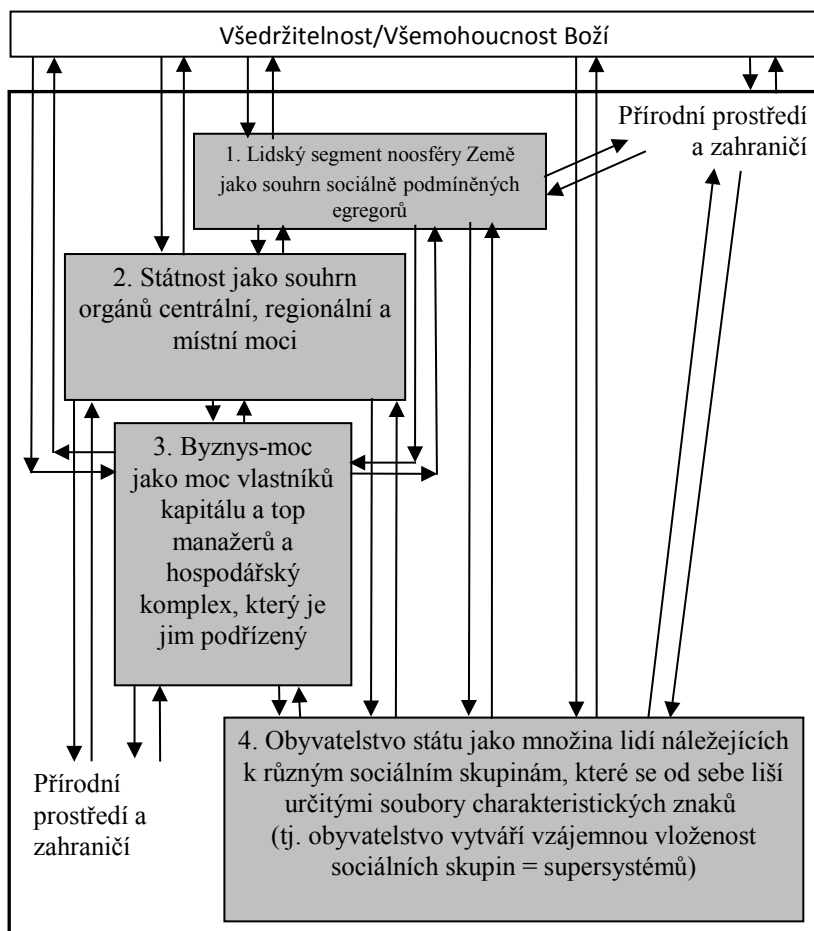 Všedržitelnost/Všemohoucnost Boží
Přírodní prostředí
a zahraničí
1. Lidský segment noosféry Země
jako souhrn sociálně podmíněných
egregorů
2. Státnost jako souhrn
orgánů centrální, regionální a
místní moci
3. Byznys-moc
jako moc vlastníků
kapitálu a top
manažerů a
hospodářský
komplex, který je
jim podřízený
4. Obyvatelstvo státu jako množina lidí náležejících
k různým sociálním skupinám, které se od sebe liší
určitými soubory charakteristických znaků
(tj. obyvatelstvo vytváří vzájemnou vloženost
sociálních skupin = supersystémů)
Přírodní
prostředí a
zahraničí